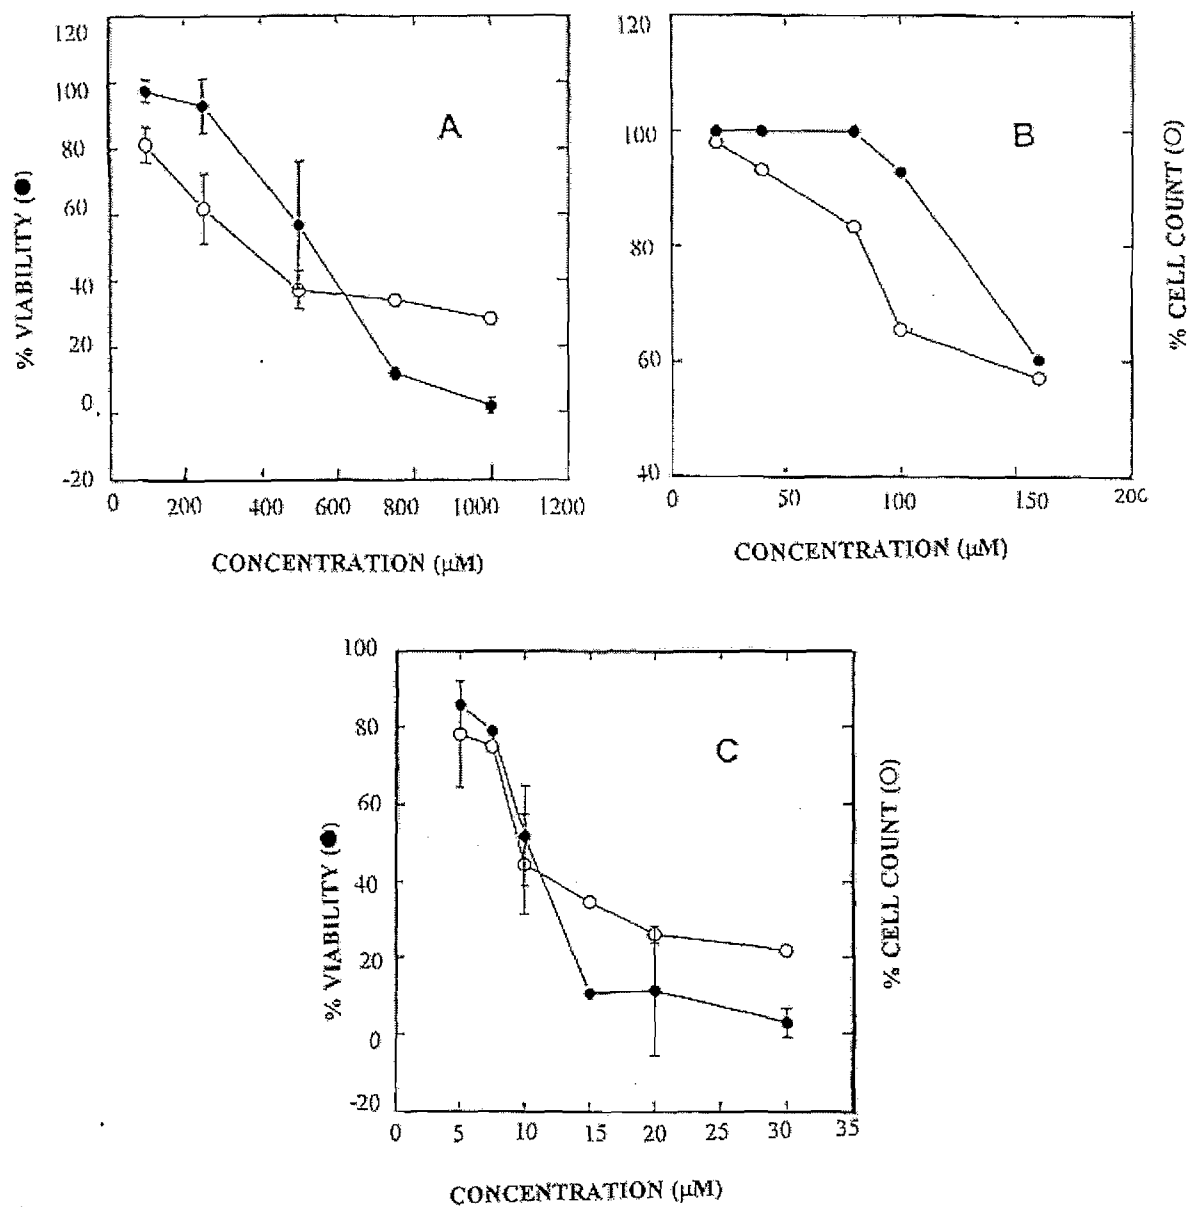 120
100
80
60
40
20
0
-20
0 200 400 600 800 1000 1200
% VIABILITY (●)
CONCENTRATION (μM)
A
120
100
80
60
40
0 50 100 150 200
B
% CELL COUNT (○)
CONCENTRATION (μM)
100
80
60
40
20
0
-20
0 5 10 15 20 25 30 35
% VIABILITY (●)
C
% CELL COUNT (○)
CONCENTRATION (μM)